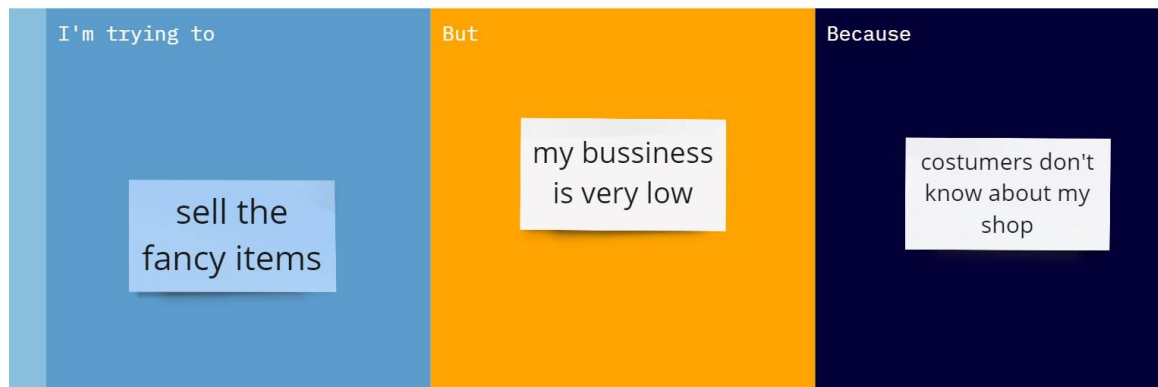 I'm trying to
sell the
fancy items
But
my bussiness
is very low
Because
costumers don't
know about my
shop